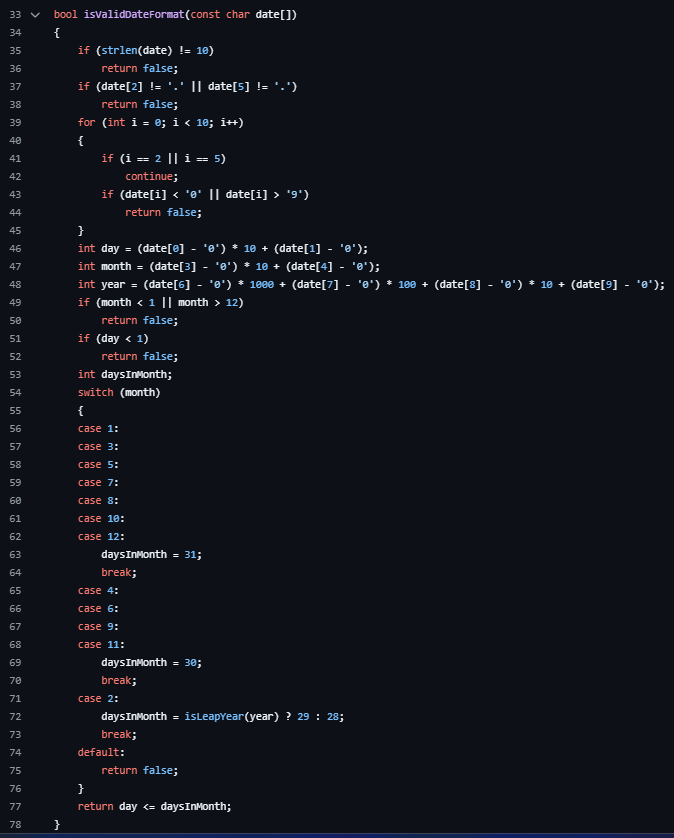 33 bool isValidDateFormat(const char date[])
34 {
35     if (strlen(date) != 10)
36         return false;
37     if (date[2] != '.' || date[5] != '.')
38         return false;
39     for (int i = 0; i < 10; i++)
40     {
41         if (i == 2 || i == 5)
42             continue;
43         if (date[i] < '0' || date[i] > '9')
44             return false;
45     }
46     int day = (date[0] - '0') * 10 + (date[1] - '0');
47     int month = (date[3] - '0') * 10 + (date[4] - '0');
48     int year = (date[6] - '0') * 1000 + (date[7] - '0') * 100 + (date[8] - '0') * 10 + (date[9] - '0');
49     if (month < 1 || month > 12)
50         return false;
51     if (day < 1)
52         return false;
53     int daysInMonth;
54     switch (month)
55     {
56     case 1:
57     case 3:
58     case 5:
59     case 7:
60     case 8:
61     case 10:
62     case 12:
63         daysInMonth = 31;
64         break;
65     case 4:
66     case 6:
67     case 9:
68     case 11:
69         daysInMonth = 30;
70         break;
71     case 2:
72         daysInMonth = isLeapYear(year) ? 29 : 28;
73         break;
74     default:
75         return false;
76     }
77     return day <= daysInMonth;
78 }